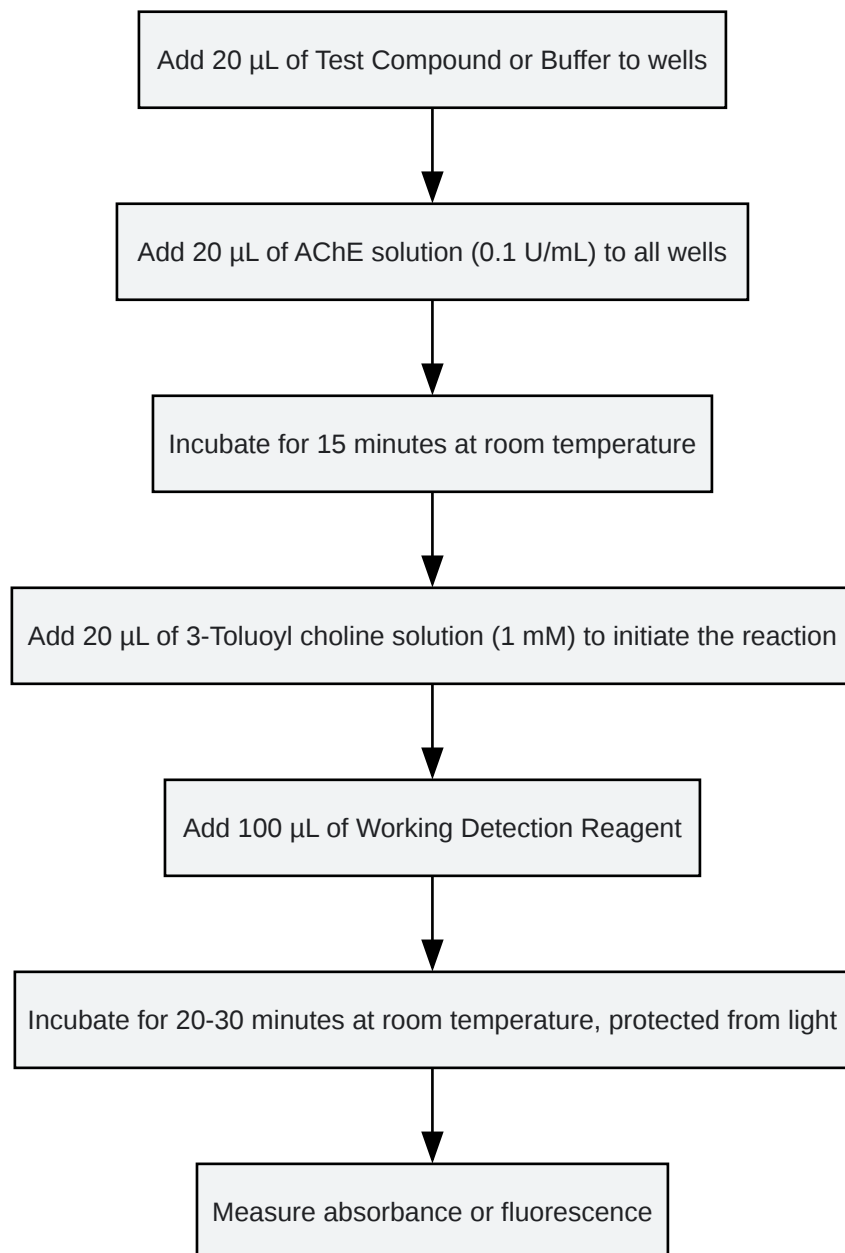 Add 20 µL of Test Compound or Buffer to wells
Add 20 µL of AChE solution (0.1 U/mL) to all wells
Incubate for 15 minutes at room temperature
Add 20 µL of 3-Toluoyl choline solution (1 mM) to initiate the reaction
Add 100 µL of Working Detection Reagent
Incubate for 20-30 minutes at room temperature, protected from light
Measure absorbance or fluorescence